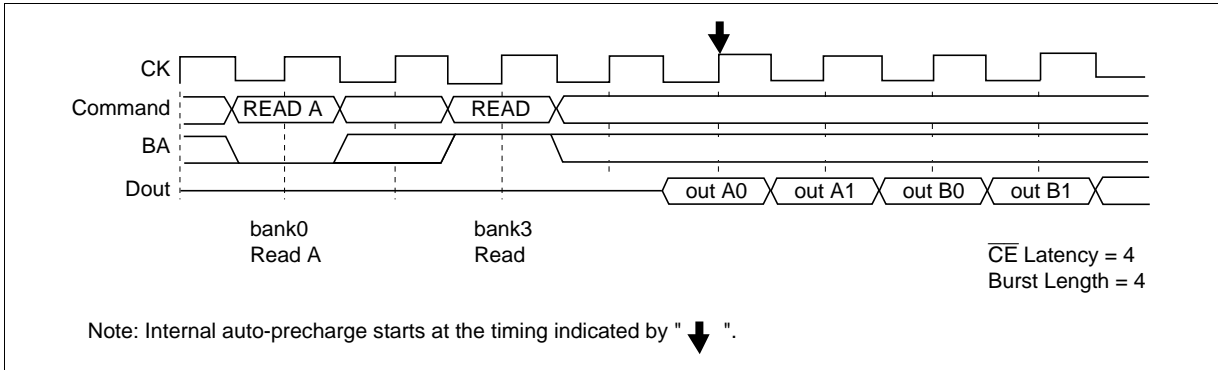 CK
Command READ A READ
BA
Dout out A0 out A1 out B0 out B1
bank0 bank3
Read A Read
CE Latency = 4
Burst Length = 4
Note: Internal auto-precharge starts at the timing indicated by " ".